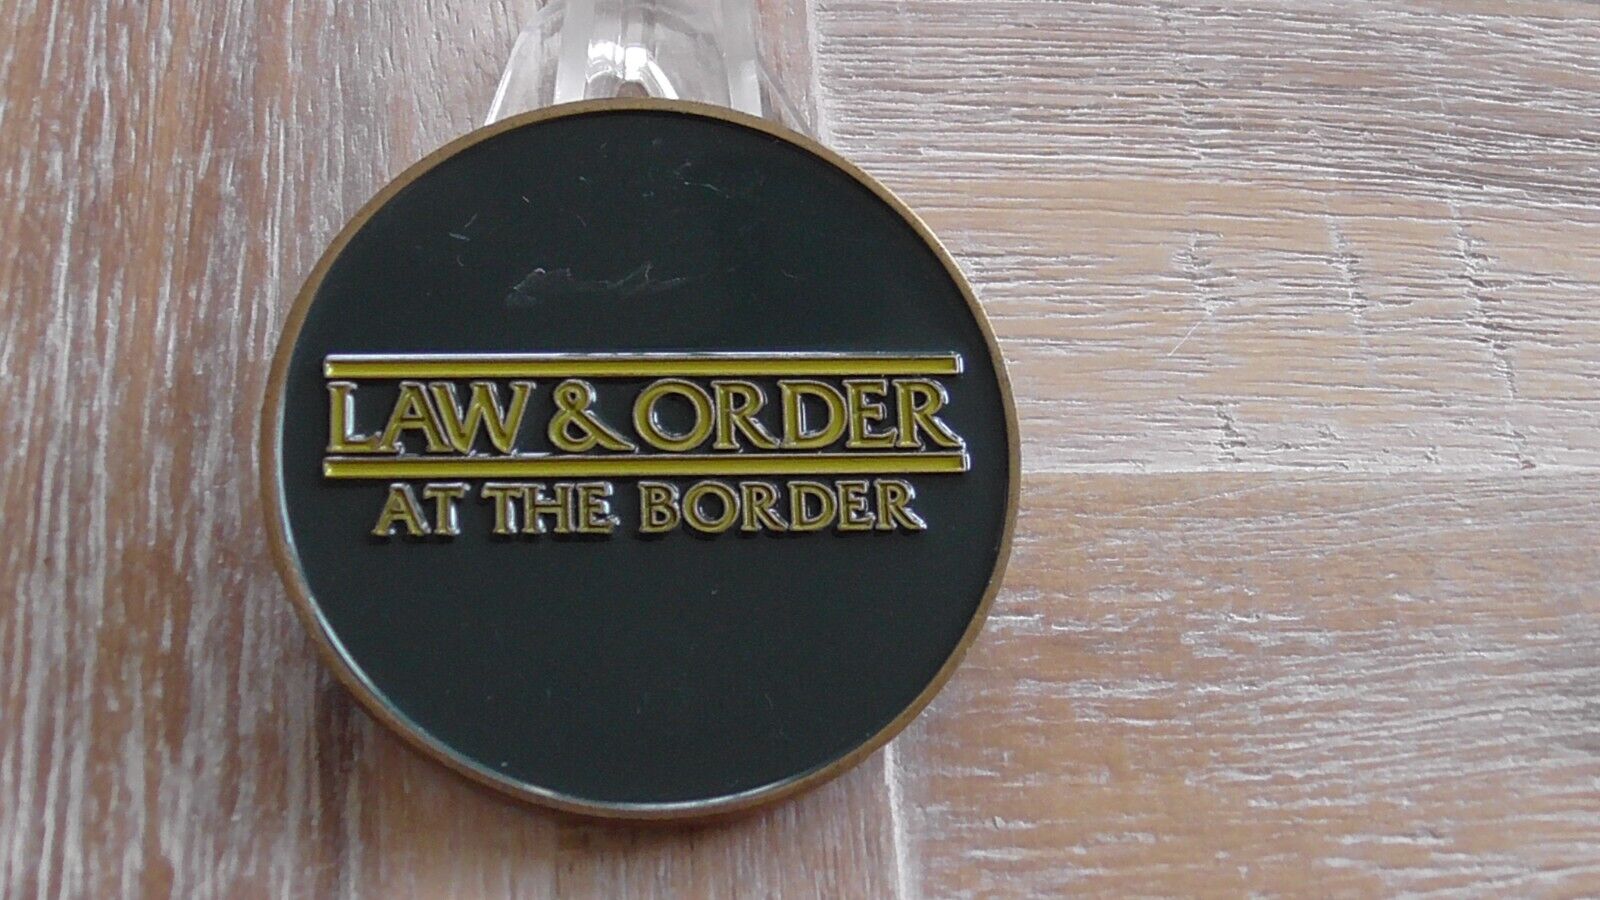 LAW & ORDER
AT THE BORDER